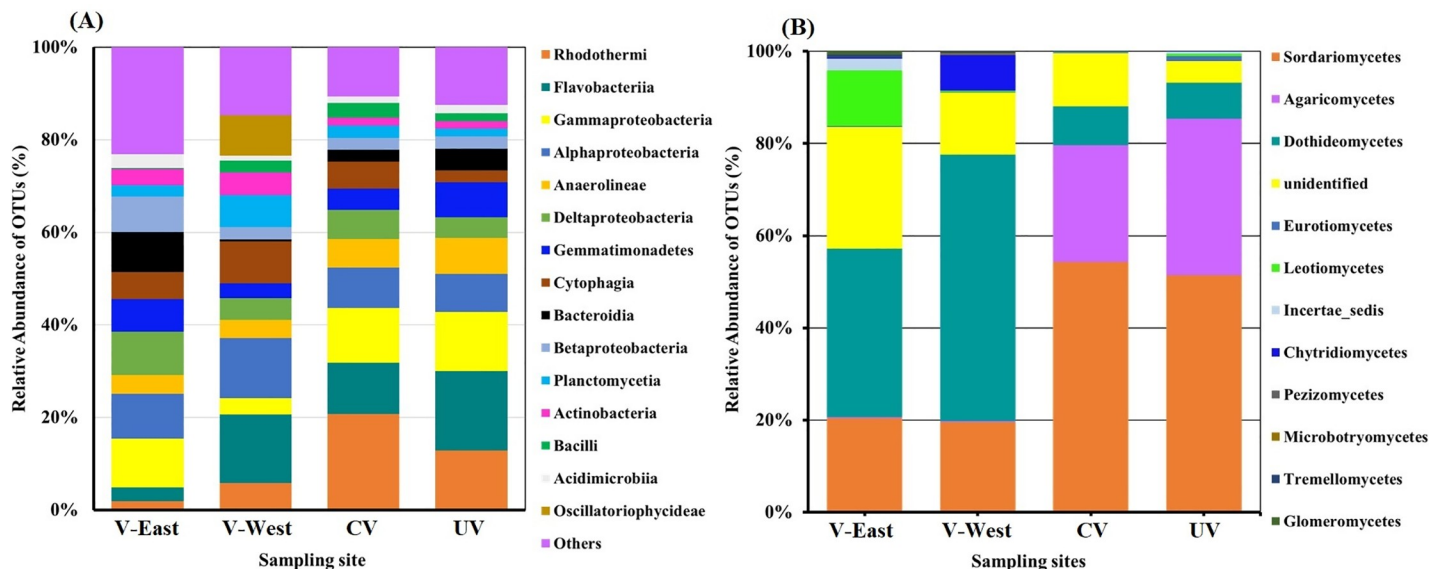 (A)
100%
80%
60%
40%
20%
0%
Relative Abundance of OTUs (%)
V-East V-West CV UV
Sampling site
Rhodothermi
Flavobacteriia
Gammaproteobacteria
Alphaproteobacteria
Anaerolineae
Deltaproteobacteria
Gemmatimonadetes
Cytophagia
Bacteroidia
Betaproteobacteria
Planctomycetia
Actinobacteria
Bacilli
Acidimicrobiia
Oscillatoriophycideae
Others
(B)
100%
80%
60%
40%
20%
0%
Relative Abundance of OTUs (%)
V-East V-West CV UV
Sampling sites
Sordariomycetes
Agaricomycetes
Dothideomycetes
unidentified
Eurotiomycetes
Leotiomycetes
Incertae_sedis
Chytridiomycetes
Pezizomycetes
Microbotryomycetes
Tremellomycetes
Glomeromycetes